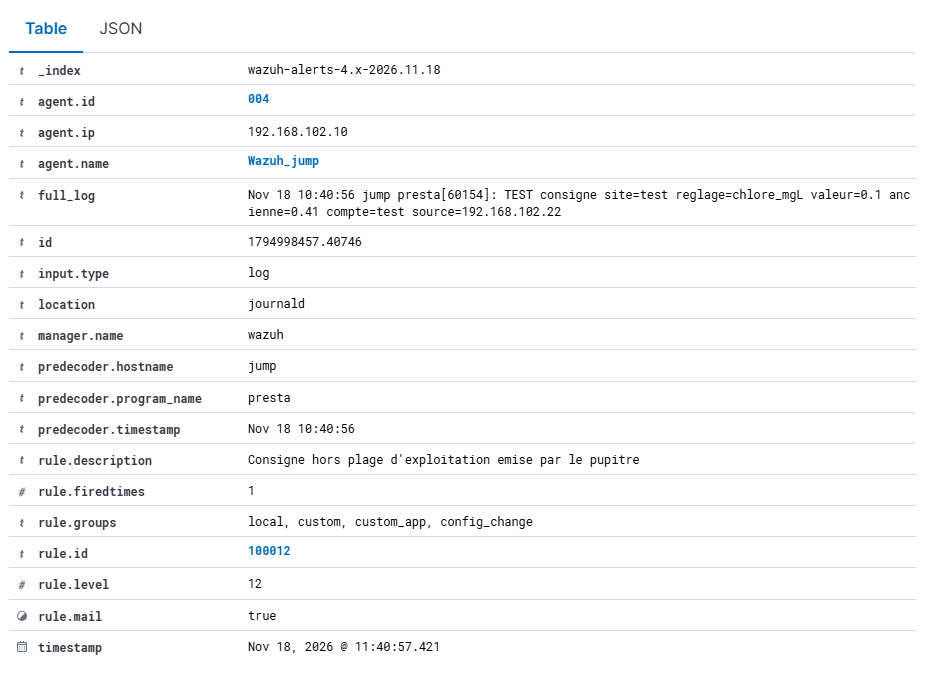 Table JSON
t _index wazuh-alerts-4.x-2026.11.18
t agent.id 004
t agent.ip 192.168.102.10
t agent.name Wazuh_jump
t full_log Nov 18 10:40:56 jump presta[60154]: TEST consigne site=test reglage=chlore_mgL valeur=0.1 anc
ienne=0.41 compte=test source=192.168.102.22
t id 1794998457.40746
t input.type log
t location journald
t manager.name wazuh
t predecoder.hostname jump
t predecoder.program_name presta
t predecoder.timestamp Nov 18 10:40:56
t rule.description Consigne hors plage d'exploitation emise par le pupitre
# rule.firedtimes 1
t rule.groups local, custom, custom_app, config_change
t rule.id 100012
# rule.level 12
rule.mail true
timestamp Nov 18, 2026 @ 11:40:57.421